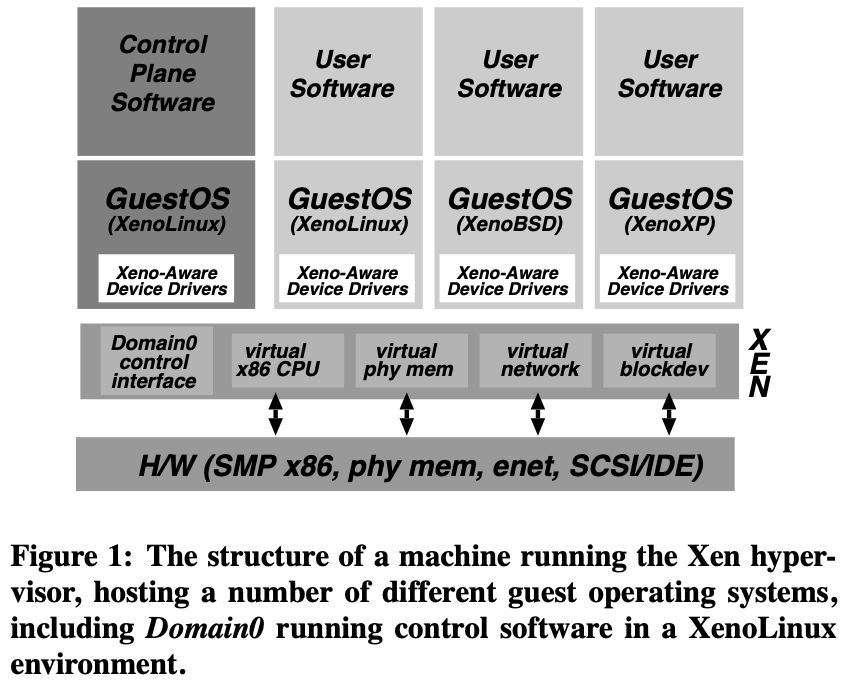 Control
Plane
Software
User
Software
User
Software
User
Software
GuestOS
(XenoLinux)
Xeno-Aware
Device Drivers
GuestOS
(XenoLinux)
Xeno-Aware
Device Drivers
GuestOS
(XenoBSD)
Xeno-Aware
Device Drivers
GuestOS
(XenoXP)
Xeno-Aware
Device Drivers
Domain0
control
interface
virtual
x86 CPU
virtual
phy mem
virtual
network
virtual
blockdev
X
E
N
H/W (SMP x86, phy mem, enet, SCSI/IDE)
Figure 1: The structure of a machine running the Xen hyper-
visor, hosting a number of different guest operating systems,
including Domain0 running control software in a XenoLinux
environment.